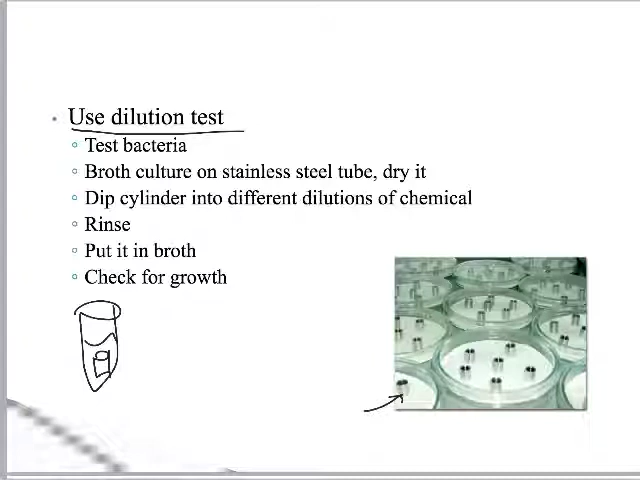 Use dilution test
Test bacteria
Broth culture on stainless steel tube, dry it
Dip cylinder into different dilutions of chemical
Rinse
Put it in broth
Check for growth